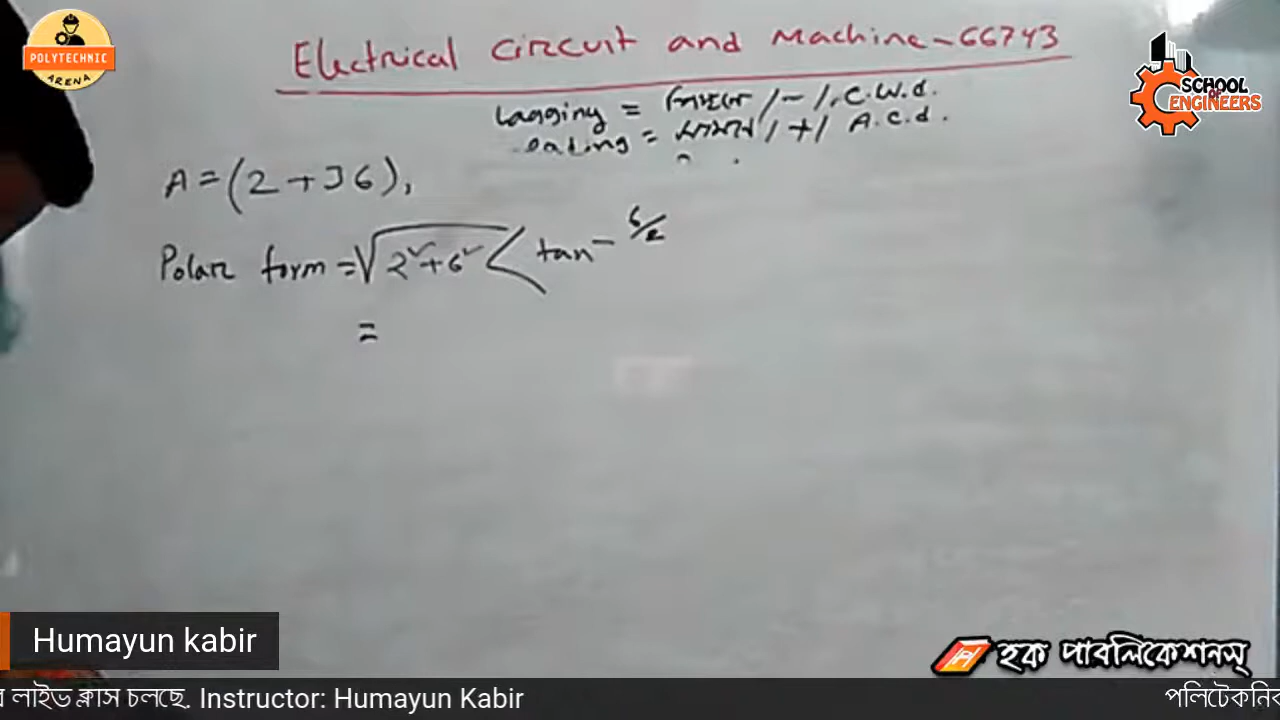 POLYTECHNIC
ARENA
Electrical Circuit and Machine-66743
SCHOOL
OF
ENGINEERS
Lagging = পিছনে / - /. C.W.d.
eading = সামনে / + / A.C.d.
A = (2 + J6),
Polar form = √2²+6² < tan⁻ 6/2
=
Humayun kabir
হক পাবলিকেশনস্
র লাইভ ক্লাস চলছে. Instructor: Humayun Kabir
পলিটেকনিক